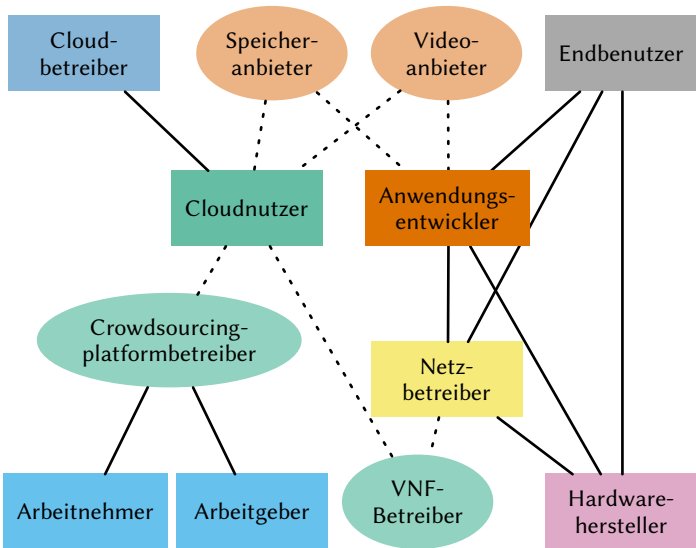 Cloud-
betreiber
Speicher-
anbieter
Video-
anbieter
Endbenutzer
Cloudnutzer
Anwendungs-
entwickler
Crowdsourcing-
platformbetreiber
Netz-
betreiber
Arbeitnehmer
Arbeitgeber
VNF-
Betreiber
Hardware-
hersteller